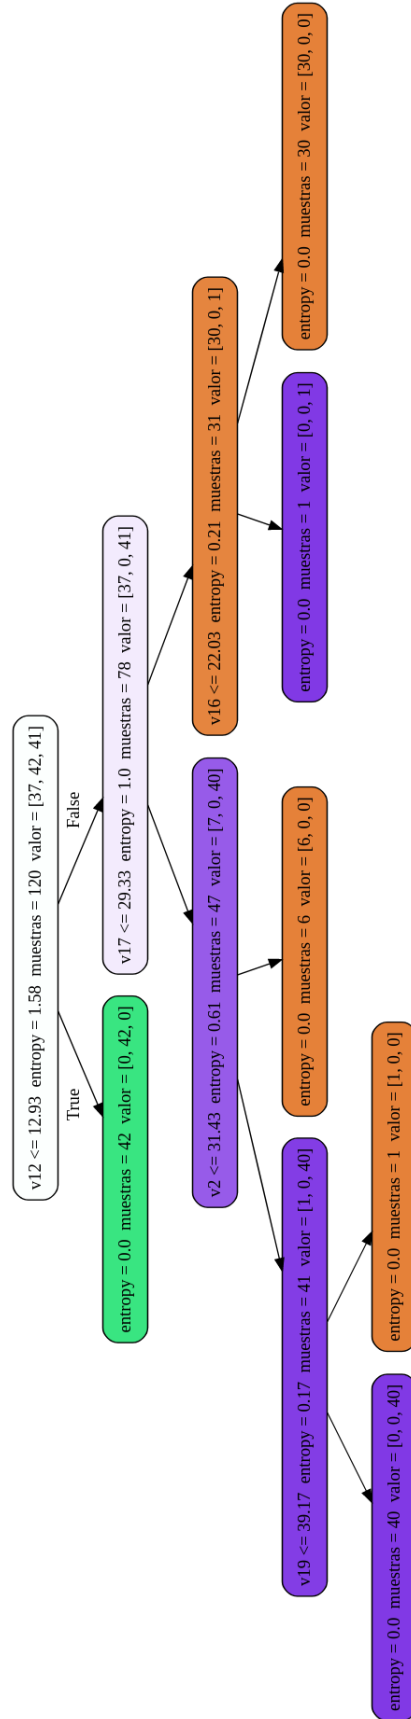 v12 <= 12.93 entropy = 1.58 muestras = 120 valor = [37, 42, 41]
True
False
entropy = 0.0 muestras = 42 valor = [0, 42, 0]
v17 <= 29.33 entropy = 1.0 muestras = 78 valor = [37, 0, 41]
v2 <= 31.43 entropy = 0.61 muestras = 47 valor = [7, 0, 40]
v16 <= 22.03 entropy = 0.21 muestras = 31 valor = [30, 0, 1]
v19 <= 39.17 entropy = 0.17 muestras = 41 valor = [1, 0, 40]
entropy = 0.0 muestras = 6 valor = [6, 0, 0]
entropy = 0.0 muestras = 1 valor = [0, 0, 1]
entropy = 0.0 muestras = 30 valor = [30, 0, 0]
entropy = 0.0 muestras = 40 valor = [0, 0, 40]
entropy = 0.0 muestras = 1 valor = [1, 0, 0]